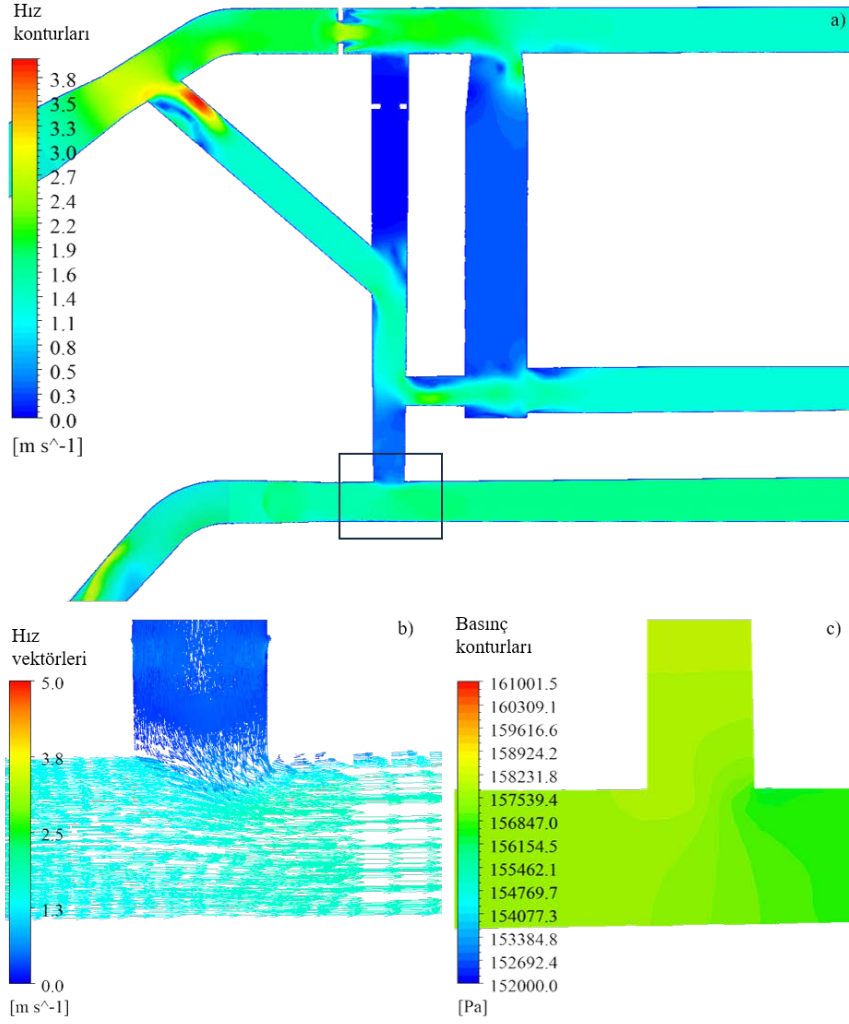 Hız
konturları
a)
3.8
3.5
3.3
3.0
2.7
2.4
2.2
1.9
1.6
1.4
1.1
0.8
0.5
0.3
0.0
[m s^-1]
Hız
vektörleri
b)
5.0
3.8
2.5
1.3
0.0
[m s^-1]
Basınç
konturları
c)
161001.5
160309.1
159616.6
158924.2
158231.8
157539.4
156847.0
156154.5
155462.1
154769.7
154077.3
153384.8
152692.4
152000.0
[Pa]